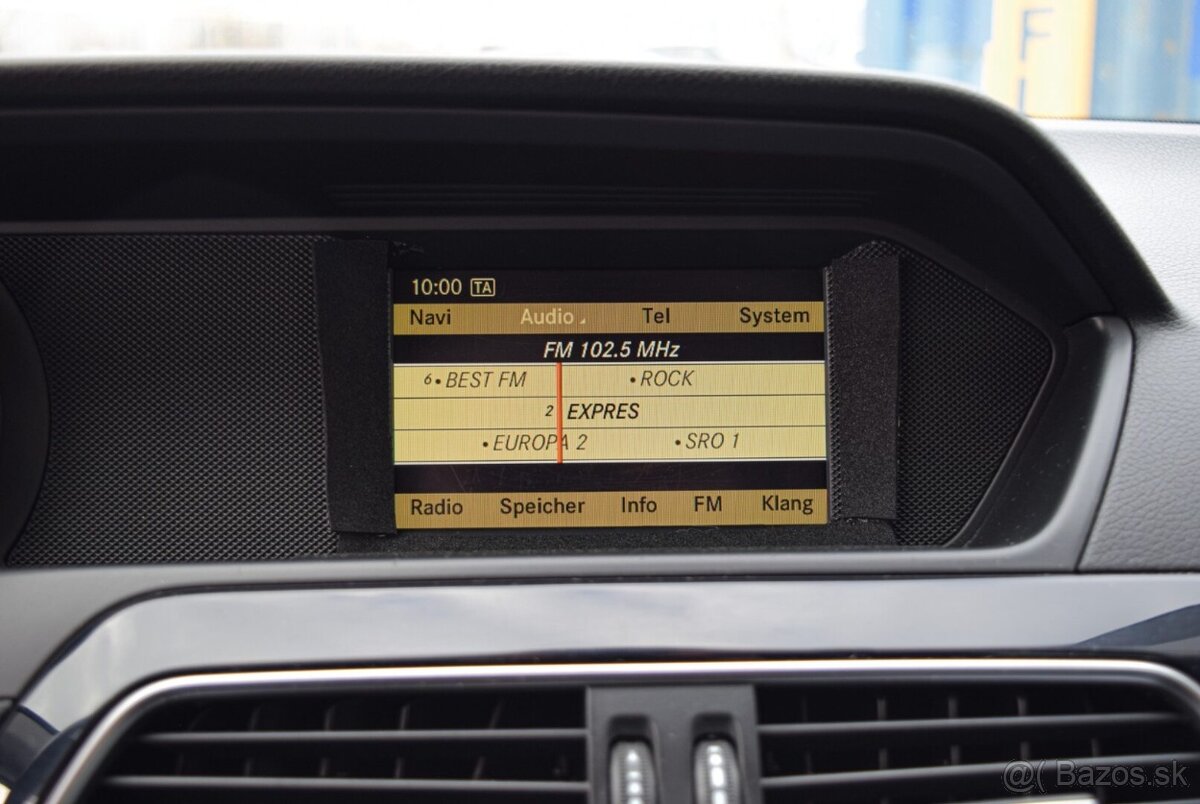 FI
10:00 TA
Navi Audio Tel System
FM 102.5 MHz
6 • BEST FM • ROCK
2 EXPRES
• EUROPA 2 • SRO 1
Radio Speicher Info FM Klang
@( Bazos.sk